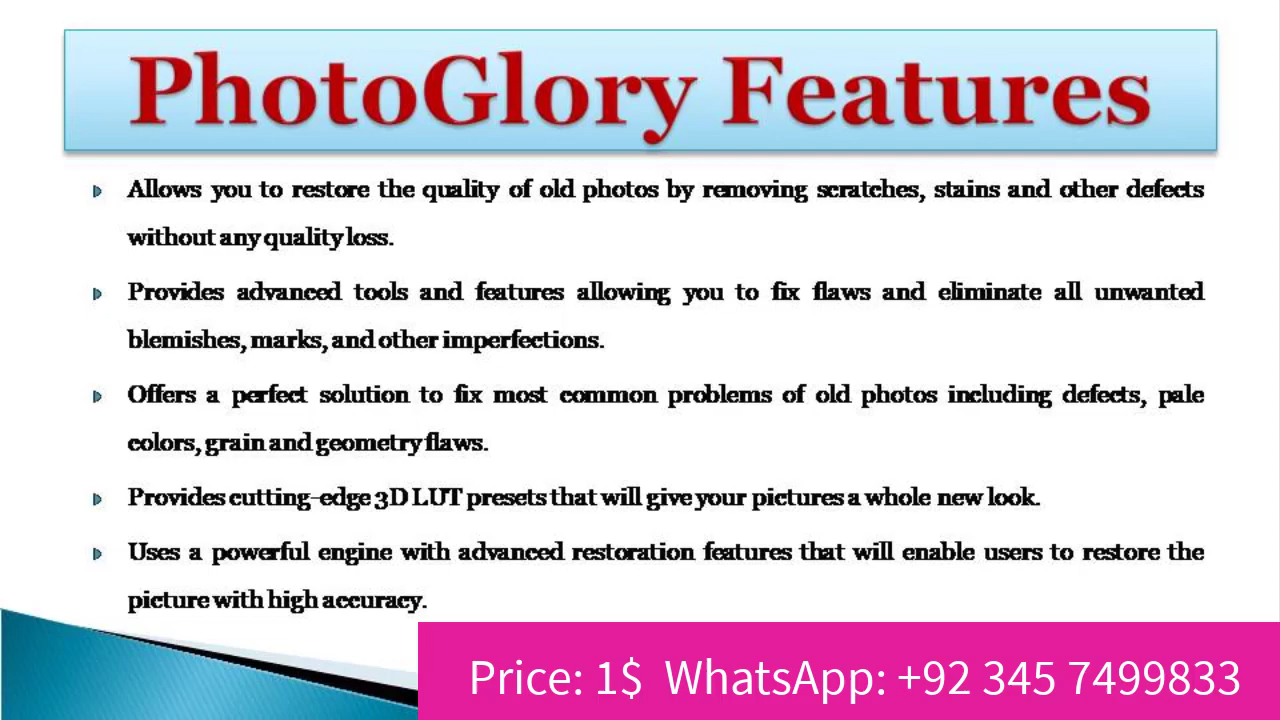 PhotoGlory Features
Allows you to restore the quality of old photos by removing scratches, stains and other defects
without any quality loss.
Provides advanced tools and features allowing you to fix flaws and eliminate all unwanted
blemishes, marks, and other imperfections.
Offers a perfect solution to fix most common problems of old photos including defects, pale
colors, grain and geometry flaws.
Provides cutting-edge 3D LUT presets that will give your pictures a whole new look.
Uses a powerful engine with advanced restoration features that will enable users to restore the
picture with high accuracy.
Price: 1$ WhatsApp: +92 345 7499833